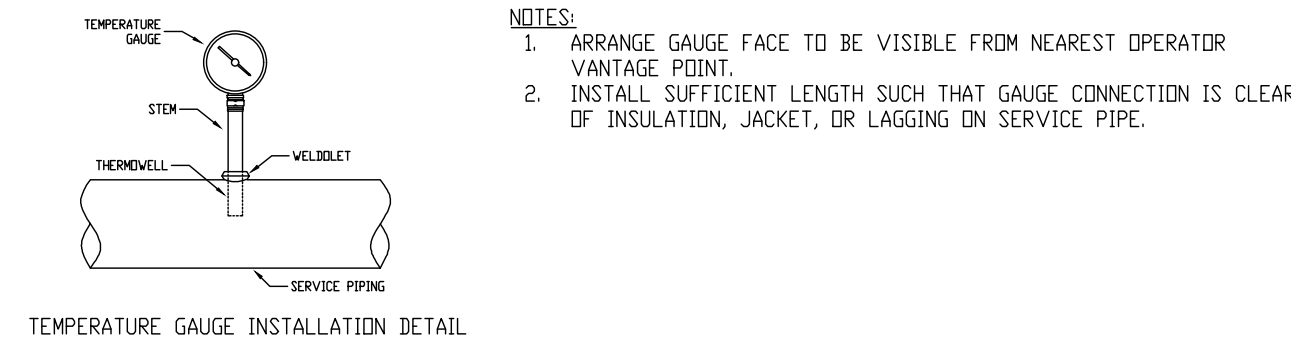 TEMPERATURE
GAUGE
STEM
THERMOWELL
WELDOLET
SERVICE PIPING
TEMPERATURE GAUGE INSTALLATION DETAIL
NOTES:
1. ARRANGE GAUGE FACE TO BE VISIBLE FROM NEAREST OPERATOR
VANTAGE POINT.
2. INSTALL SUFFICIENT LENGTH SUCH THAT GAUGE CONNECTION IS CLEAR
OF INSULATION, JACKET, OR LAGGING ON SERVICE PIPE.